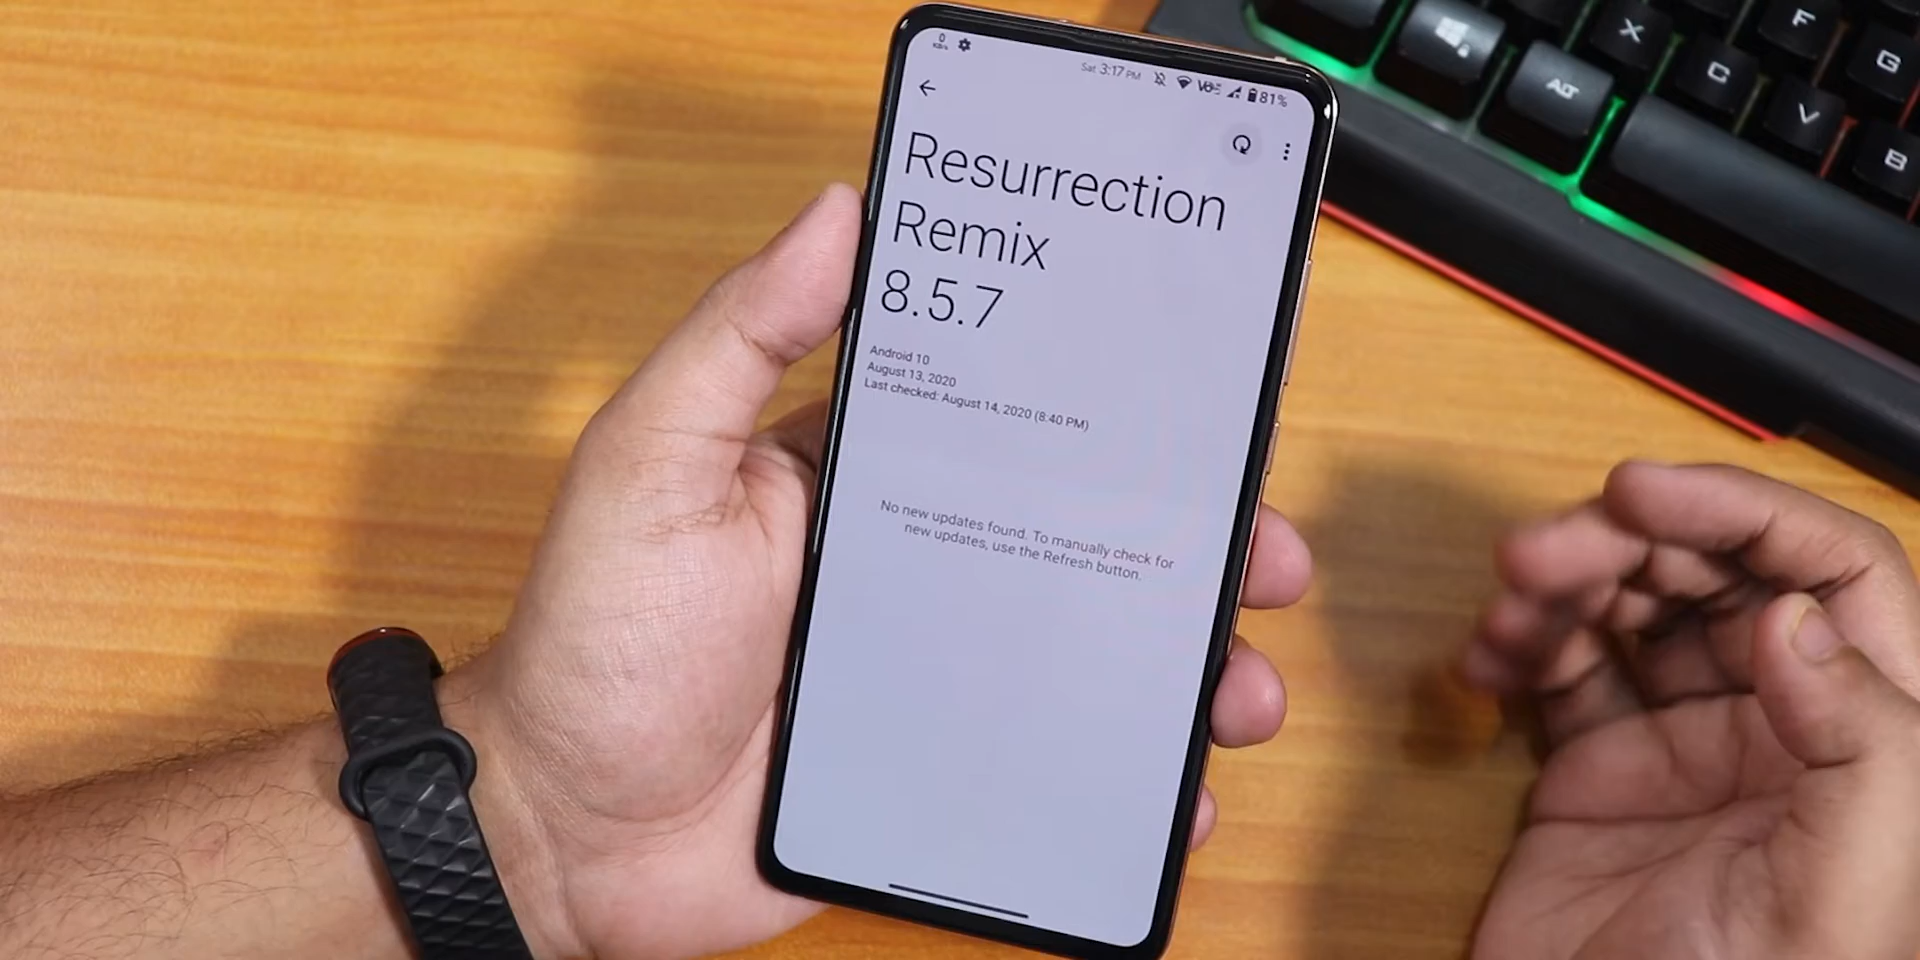 0
KB/s
Sat 3:17 PM
81%
Resurrection
Remix
8.5.7
Android 10
August 13, 2020
Last checked: August 14, 2020 (8:40 PM)
No new updates found. To manually check for
new updates, use the Refresh button.
X
F
C
G
ALT
V
B